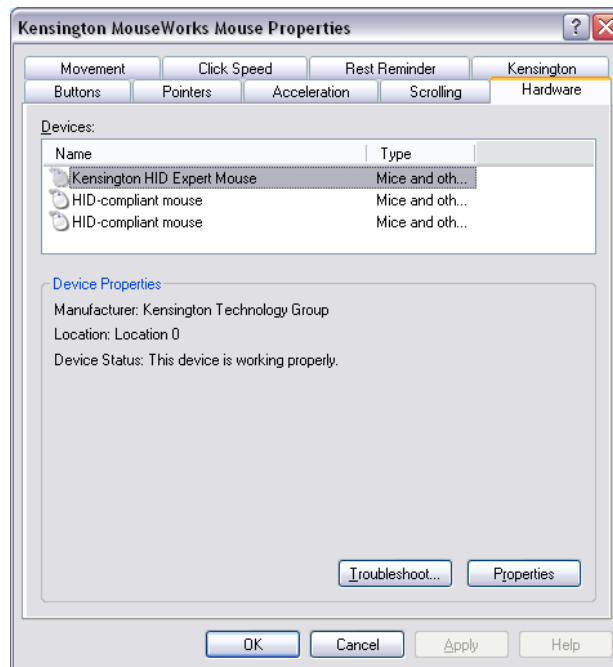 Kensington MouseWorks Mouse Properties
Movement Click Speed Rest Reminder Kensington
Buttons Pointers Acceleration Scrolling Hardware
Devices:
Name Type
Kensington HID Expert Mouse Mice and oth...
HID-compliant mouse Mice and oth...
HID-compliant mouse Mice and oth...
Device Properties
Manufacturer: Kensington Technology Group
Location: Location 0
Device Status: This device is working properly.
Troubleshoot... Properties
OK Cancel Apply Help